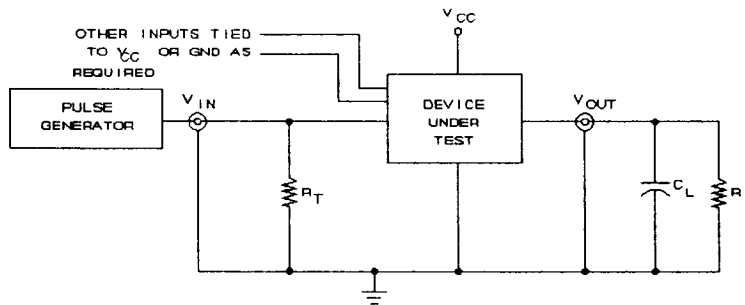 OTHER INPUTS TIED
TO VCC OR GND AS
REQUIRED
VCC
PULSE
GENERATOR
VIN
DEVICE
UNDER
TEST
VOUT
RT
CL
R